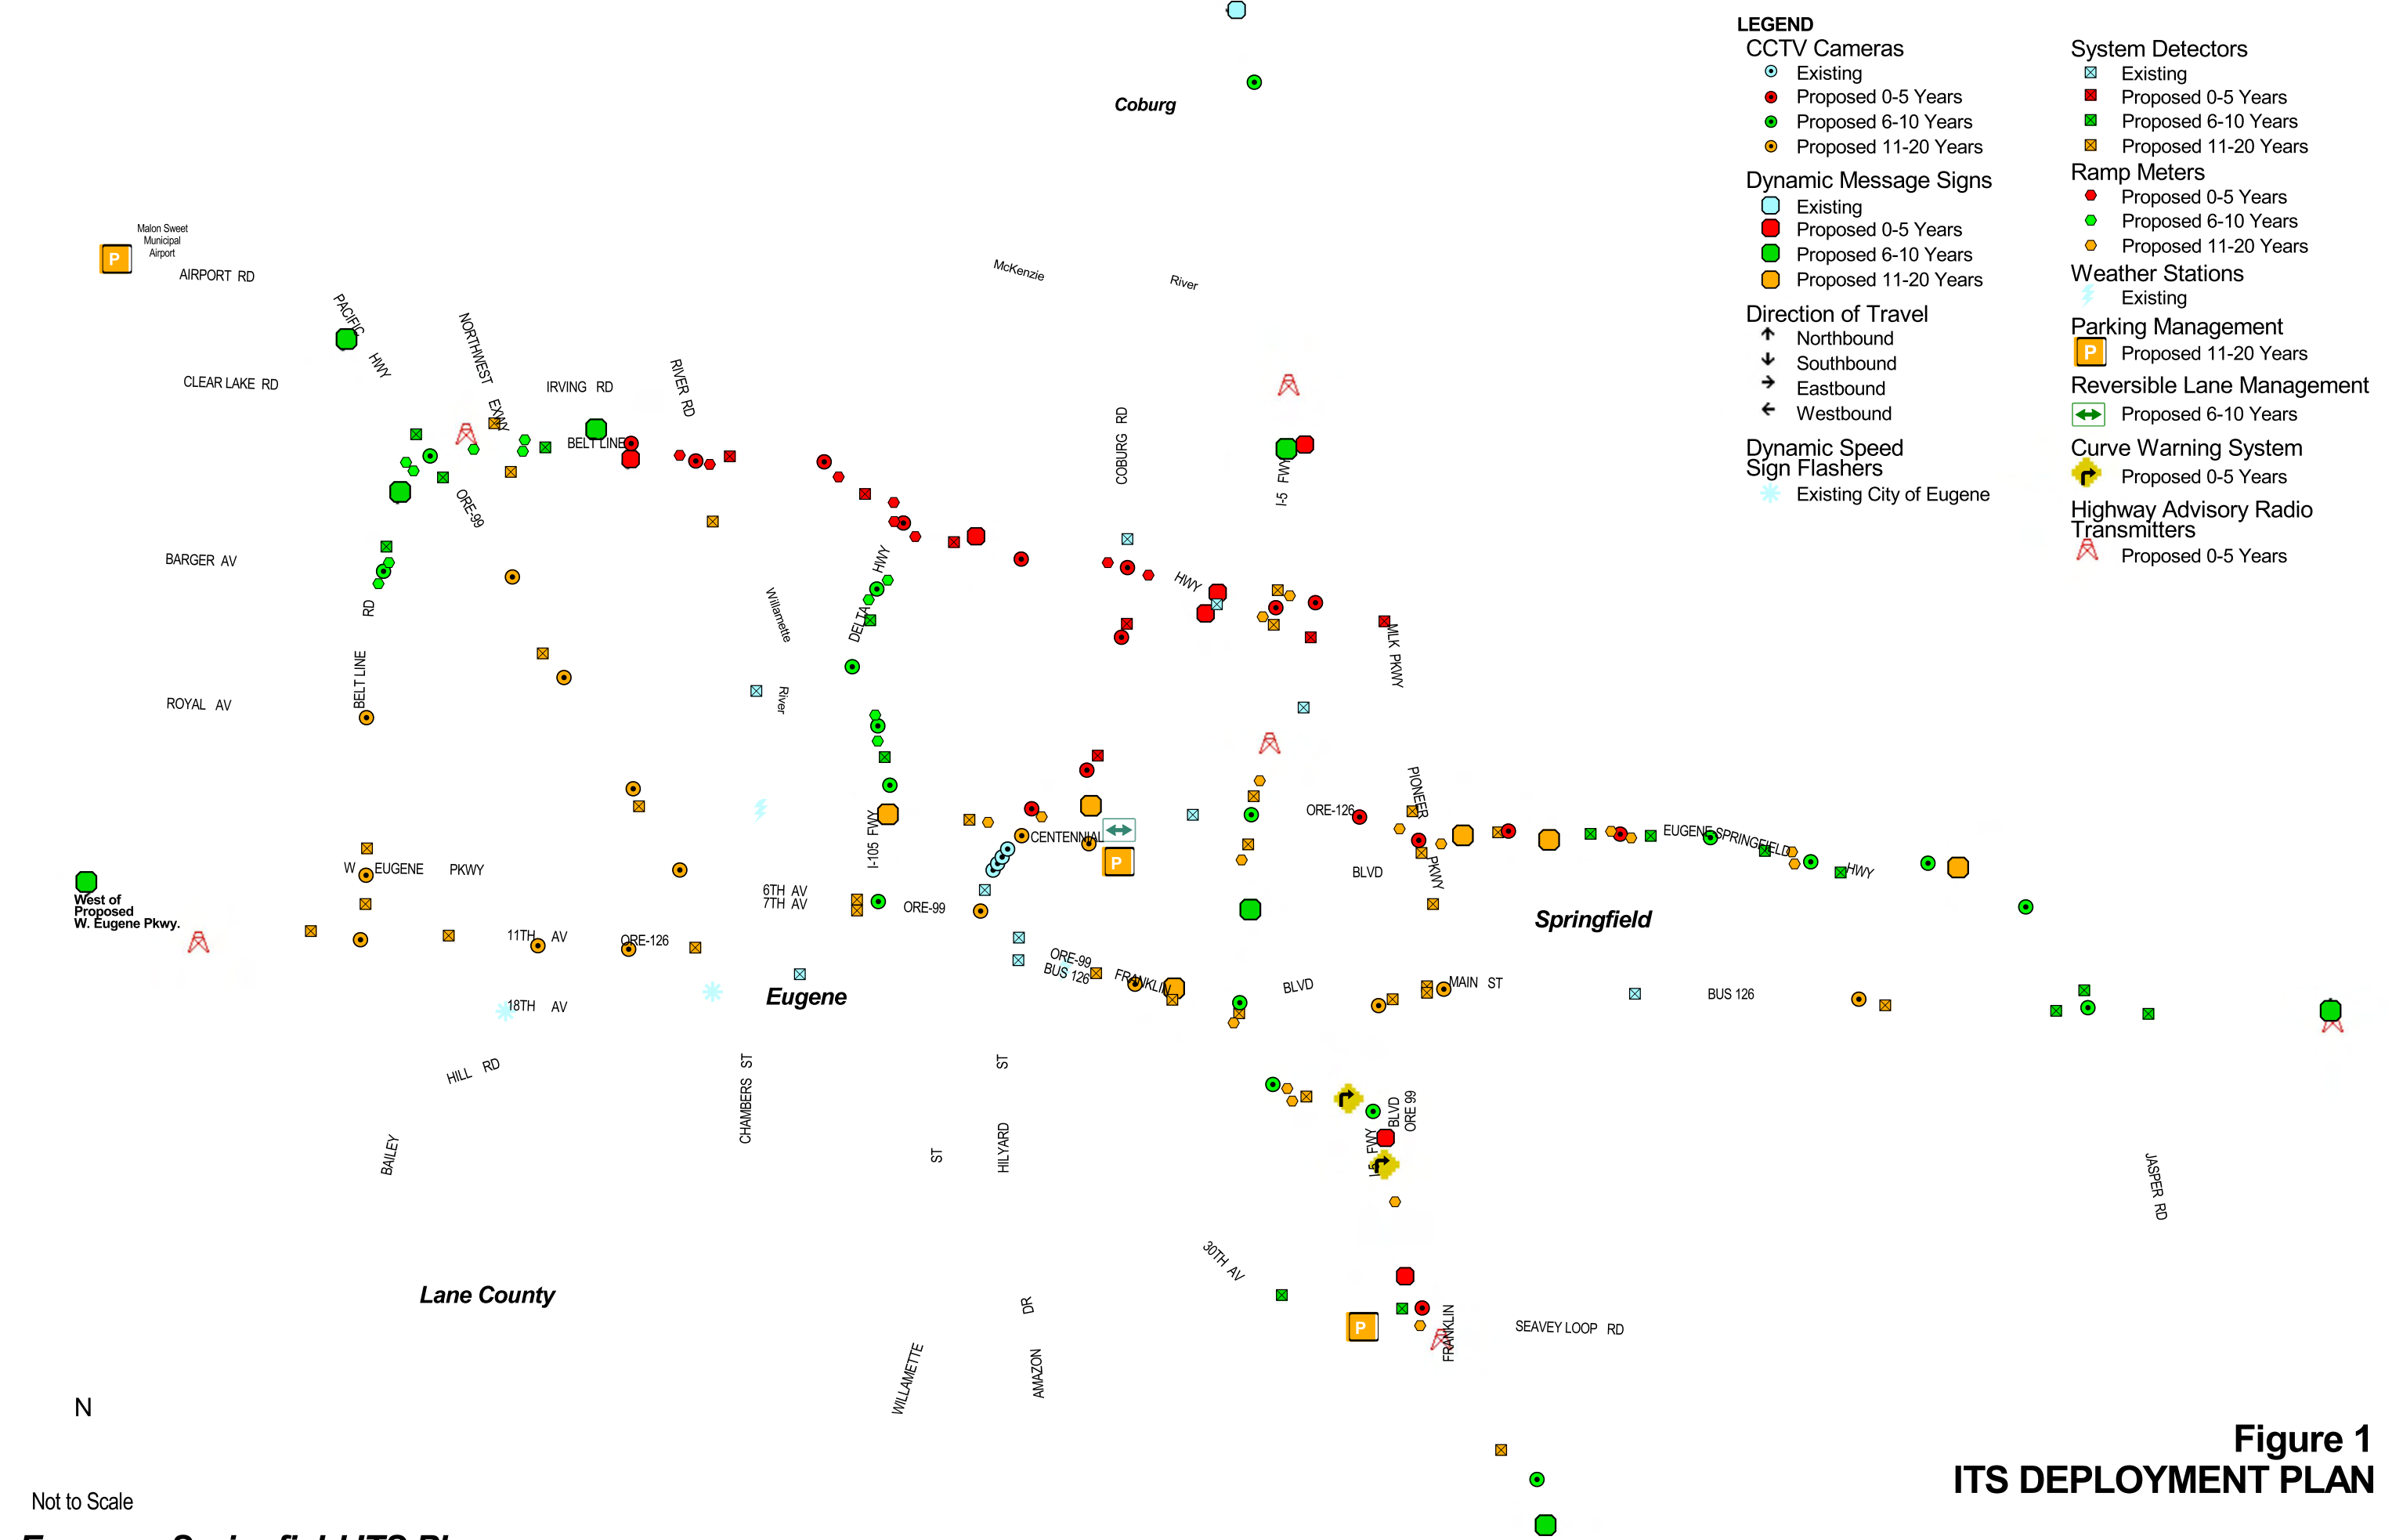 LEGEND
CCTV Cameras
Existing
Proposed 0-5 Years
Proposed 6-10 Years
Proposed 11-20 Years
Dynamic Message Signs
Existing
Proposed 0-5 Years
Proposed 6-10 Years
Proposed 11-20 Years
Direction of Travel
Northbound
Southbound
Eastbound
Westbound
Dynamic Speed
Sign Flashers
Existing City of Eugene
System Detectors
Existing
Proposed 0-5 Years
Proposed 6-10 Years
Proposed 11-20 Years
Ramp Meters
Proposed 0-5 Years
Proposed 6-10 Years
Proposed 11-20 Years
Weather Stations
Existing
Parking Management
P
Proposed 11-20 Years
Reversible Lane Management
Proposed 6-10 Years
Curve Warning System
Proposed 0-5 Years
Highway Advisory Radio
Transmitters
Proposed 0-5 Years
Coburg
Malon Sweet
Municipal
Airport
P
AIRPORT RD
McKenzie
River
PACIFIC
HWY
NORTHWEST
EXWY
CLEAR LAKE RD
IRVING RD
RIVER RD
BELT LINE
COBURG RD
I-5 FWY
ORE-99
BARGER AV
RD
BELT LINE
Willamette
River
DELTA
HWY
HWY
MLK PKWY
ROYAL AV
PIONEER
PKWY
ORE-126
CENTENNIAL
P
BLVD
EUGENE SPRINGFIELD
HWY
I-105 FWY
W EUGENE PKWY
West of
Proposed
W. Eugene Pkwy.
6TH AV
7TH AV
ORE-99
Springfield
11TH AV
ORE-126
ORE-99
BUS 126
FRANKLIN
BLVD
MAIN ST
BUS 126
Eugene
18TH AV
HILL RD
BAILEY
CHAMBERS ST
ST
HILYARD
ST
BLVD
ORE 99
I-5 FWY
JASPER RD
30TH AV
Lane County
DR
AMAZON
WILLAMETTE
P
FRANKLIN
SEAVEY LOOP RD
N
Not to Scale
Figure 1
ITS DEPLOYMENT PLAN